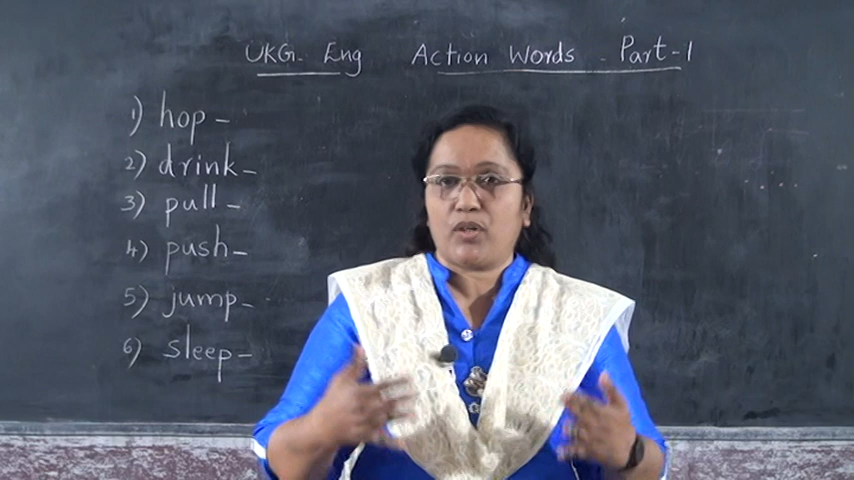 UKG- Eng Action Words - Part-1
1) hop -
2) drink -
3) pull -
4) push -
5) jump -
6) sleep -